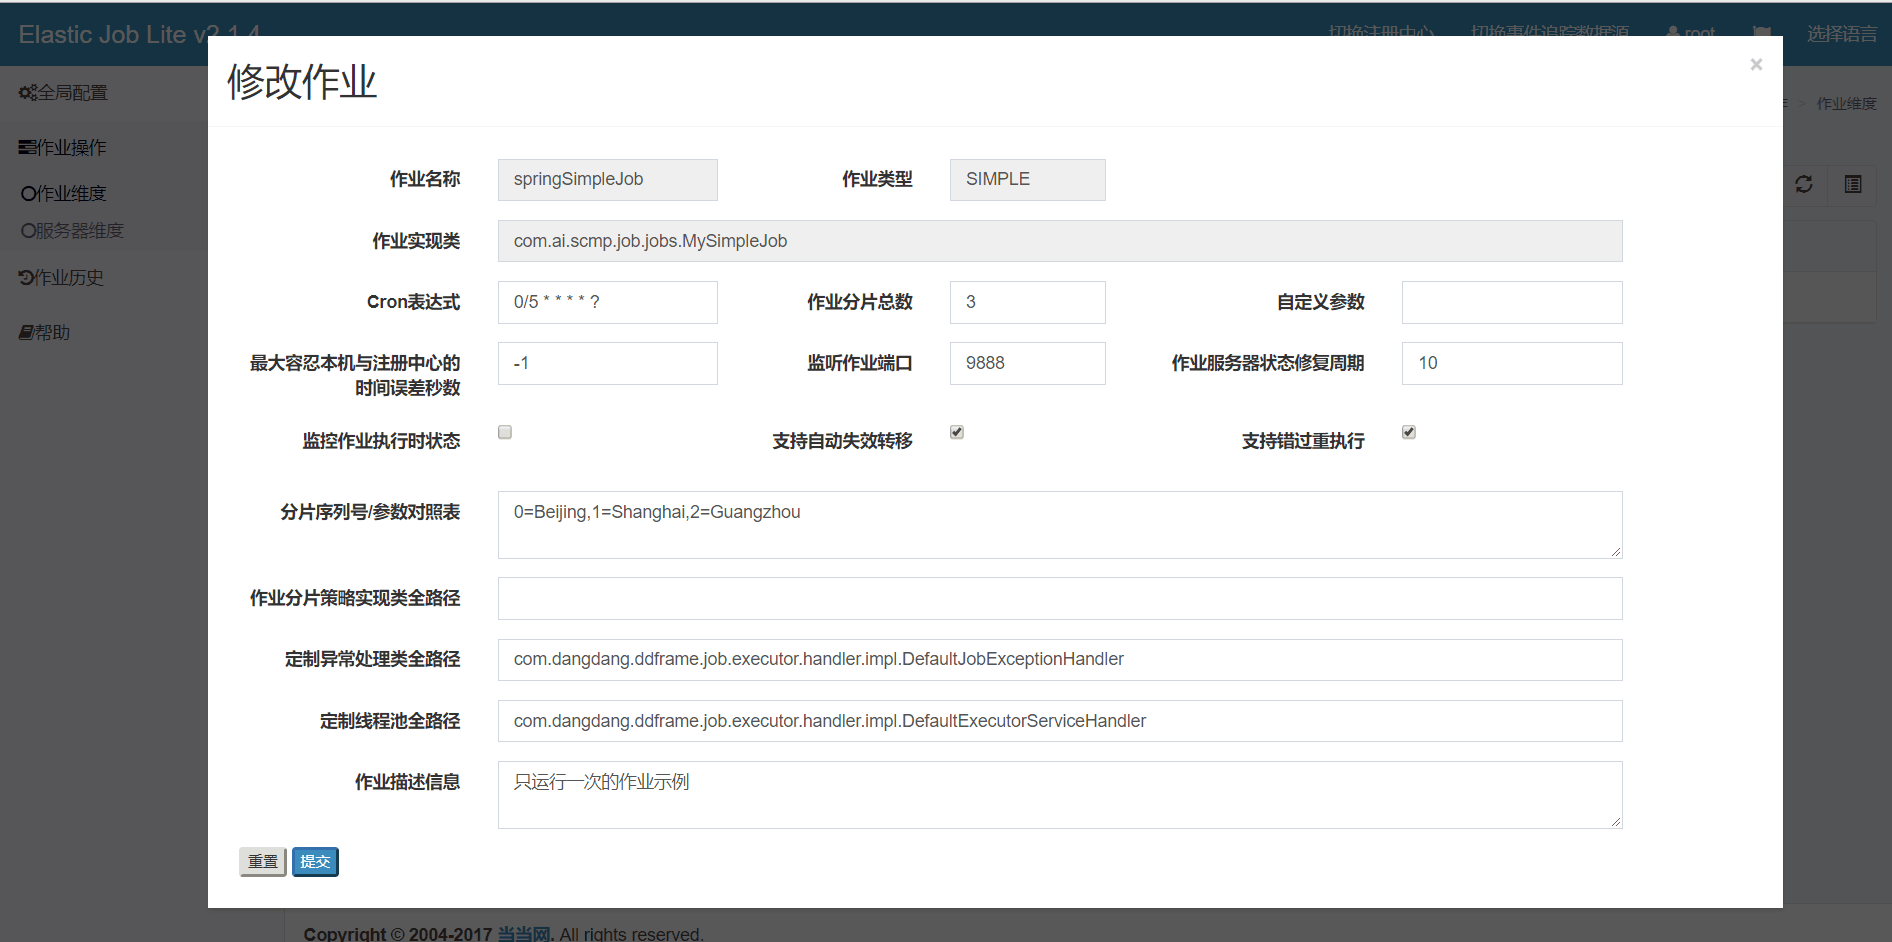 Elastic Job Lite v2.1.4
切换注册中心 切换事件追踪数据源 root 选择语言
全局配置
作业操作
作业维度
服务器维度
作业历史
帮助
> 作业维度
修改作业 ×
作业名称 springSimpleJob 作业类型 SIMPLE
作业实现类 com.ai.scmp.job.jobs.MySimpleJob
Cron表达式 0/5 * * * * ? 作业分片总数 3 自定义参数
最大容忍本机与注册中心的 -1 监听作业端口 9888 作业服务器状态修复周期 10
时间误差秒数
监控作业执行时状态 支持自动失效转移 支持错过重执行
分片序列号/参数对照表 0=Beijing,1=Shanghai,2=Guangzhou
作业分片策略实现类全路径
定制异常处理类全路径 com.dangdang.ddframe.job.executor.handler.impl.DefaultJobExceptionHandler
定制线程池全路径 com.dangdang.ddframe.job.executor.handler.impl.DefaultExecutorServiceHandler
作业描述信息 只运行一次的作业示例
重置 提交
Copyright © 2004-2017 当当网. All rights reserved.